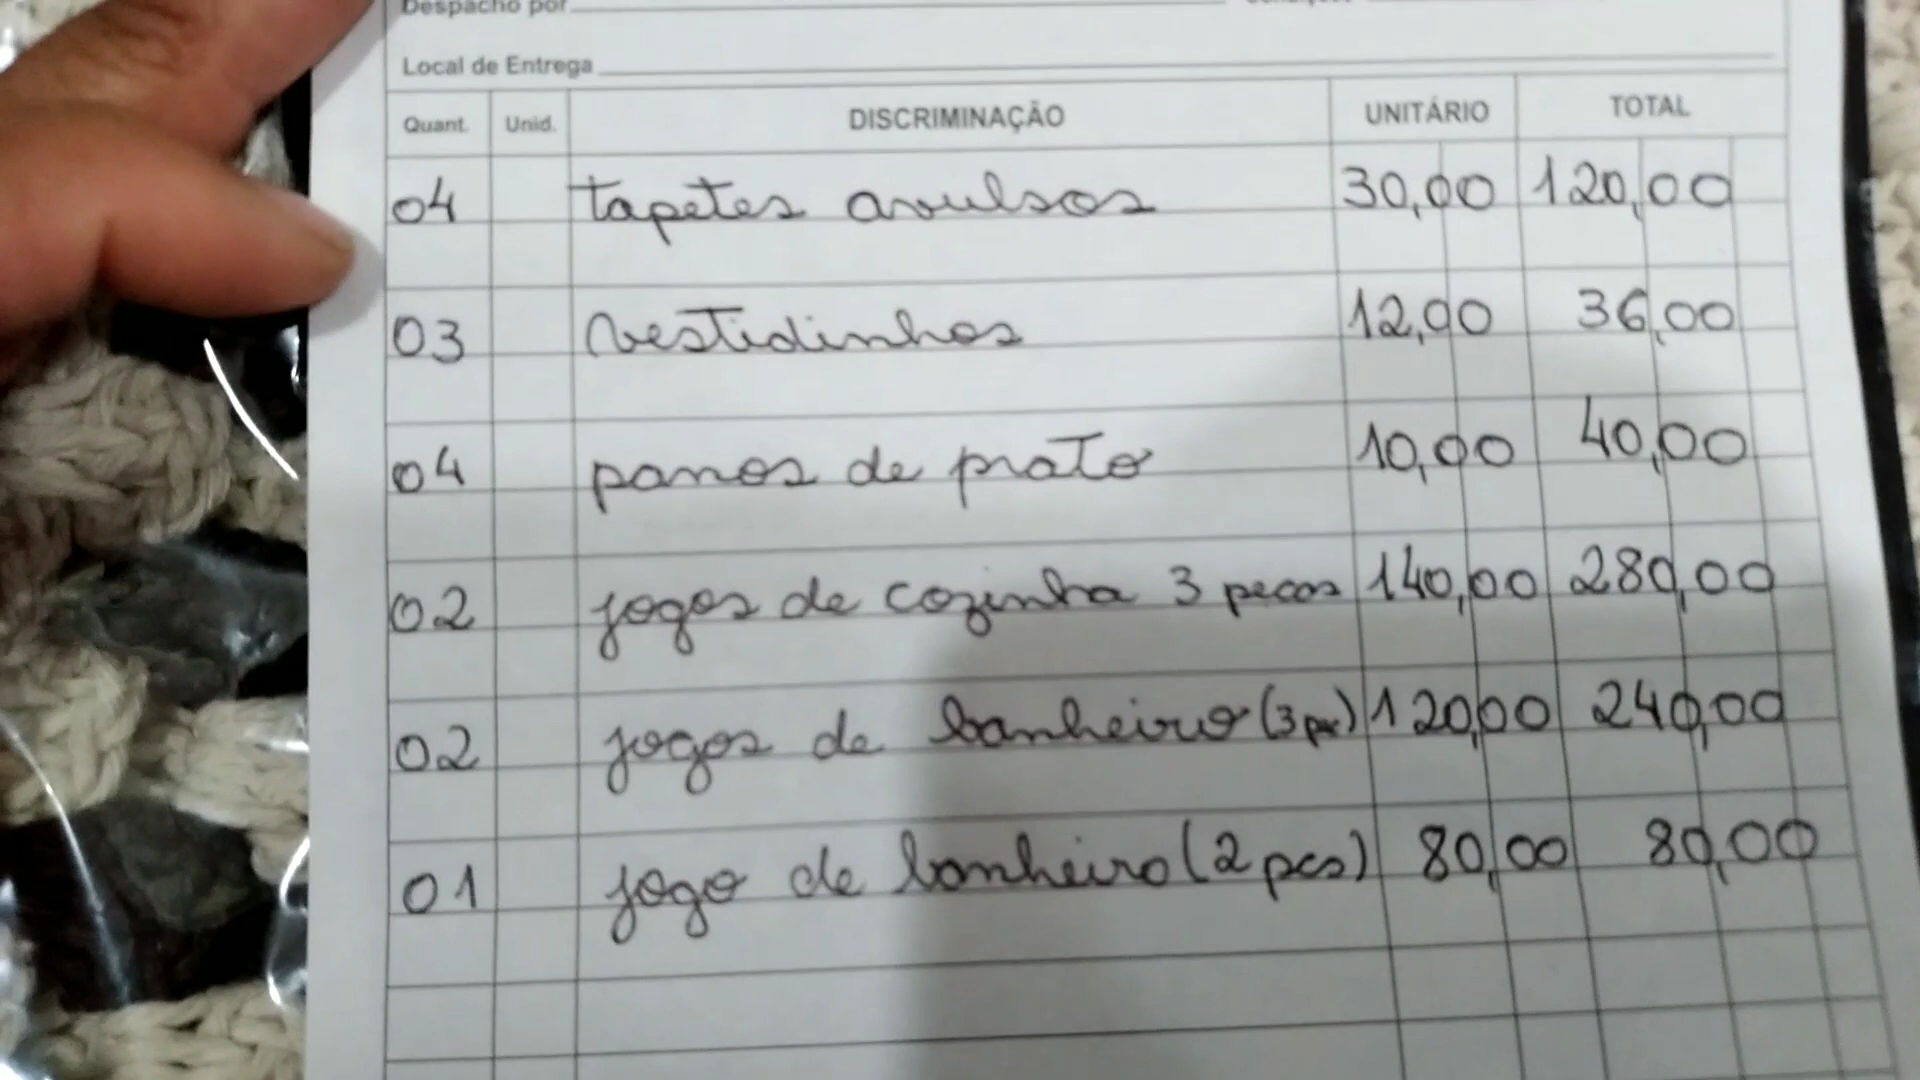 Despacho por
Local de Entrega
Quant. Unid. DISCRIMINAÇÃO UNITÁRIO TOTAL
04 tapetes avulsos 30,00 120,00
03 vestidinhos 12,00 36,00
04 panos de prato 10,00 40,00
02 jogos de cozinha 3 pecas 140,00 280,00
02 jogos de banheiro (3 pc) 120,00 240,00
01 jogo de banheiro (2 pcs) 80,00 80,00